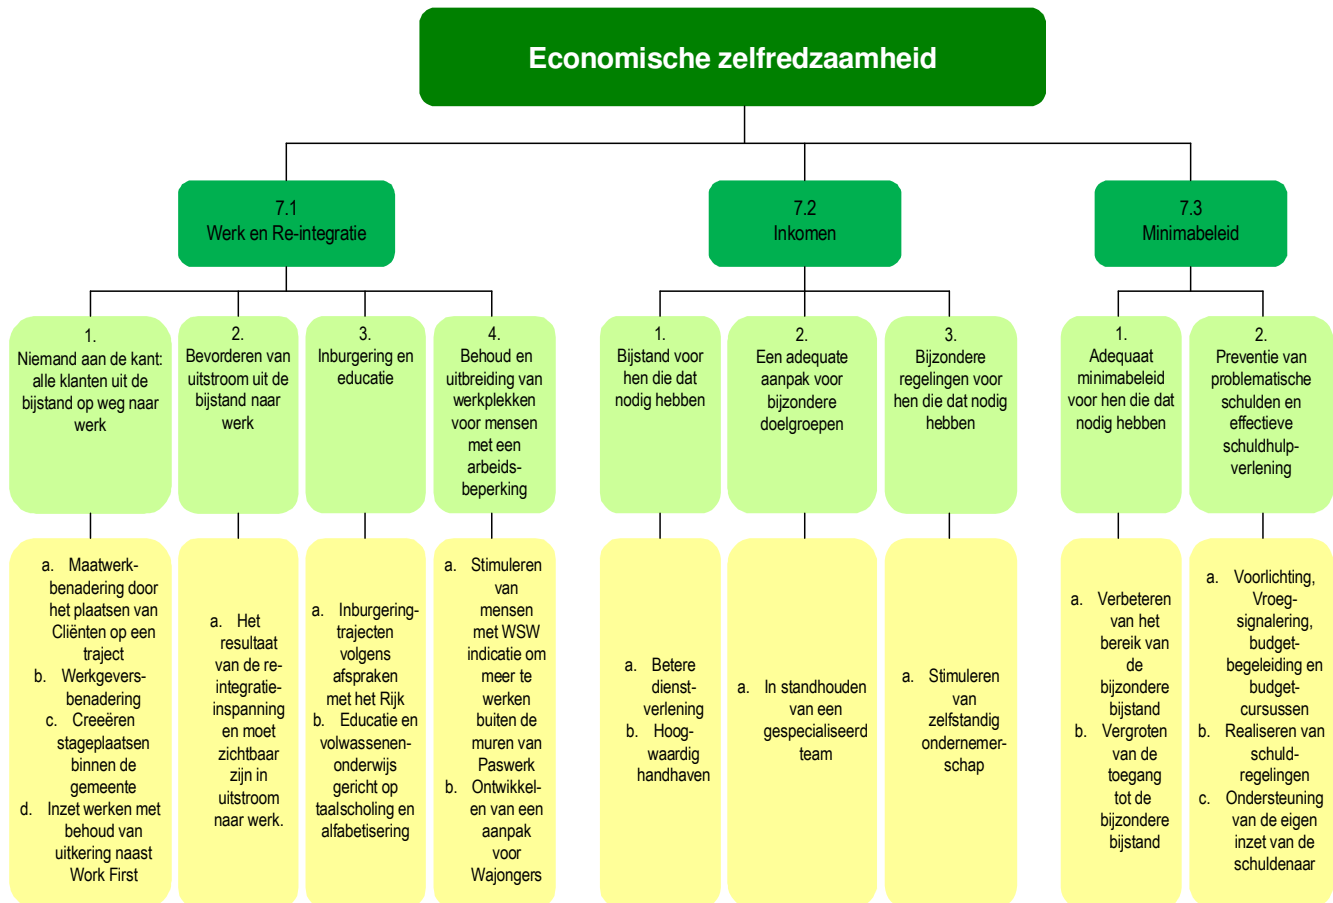 Economische zelfredzaamheid
7.1
Werk en Re-integratie
7.2
Inkomen
7.3
Minimabeleid
1.
Niemand aan de kant:
alle klanten uit de
bijstand op weg naar
werk
2.
Bevorderen van
uitstroom uit de
bijstand naar
werk
3.
Inburgering en
educatie
4.
Behoud en
uitbreiding van
werkplekken
voor mensen
met een
arbeids-
beperking
1.
Bijstand voor
hen die dat
nodig hebben
2.
Een adequate
aanpak voor
bijzondere
doelgroepen
3.
Bijzondere
regelingen voor
hen die dat nodig
hebben
1.
Adequaat
minimabeleid
voor hen die dat
nodig hebben
2.
Preventie van
problematische
schulden en
effectieve
schuldhulp-
verlening
a. Maatwerk-
benadering door
het plaatsen van
Cliënten op een
traject
b. Werkgevers-
benadering
c. Creeëren
stageplaatsen
binnen de
gemeente
d. Inzet werken met
behoud van
uitkering naast
Work First
a. Het
resultaat
van de re-
integratie-
inspanning
en moet
zichtbaar
zijn in
uitstroom
naar werk.
a. Inburgering-
trajecten
volgens
afspraken
met het Rijk
b. Educatie en
volwassenen-
onderwijs
gericht op
taalscholing en
alfabetisering
a. Stimuleren
van
mensen
met WSW
indicatie om
meer te
werken
buiten de
muren van
Paswerk
b. Ontwikkel-
en van een
aanpak
voor
Wajongers
a. Betere
dienst-
verlening
b. Hoog-
waardig
handhaven
a. In standhouden
van een
gespecialiseerd
team
a. Stimuleren
van
zelfstandig
ondernemer-
schap
a. Verbeteren
van het
bereik van
de
bijzondere
bijstand
b. Vergroten
van de
toegang
tot de
bijzondere
bijstand
a. Voorlichting,
Vroeg-
signalering,
budget-
begeleiding en
budget-
cursussen
b. Realiseren van
schuld-
regelingen
c. Ondersteuning
van de eigen
inzet van de
schuldenaar